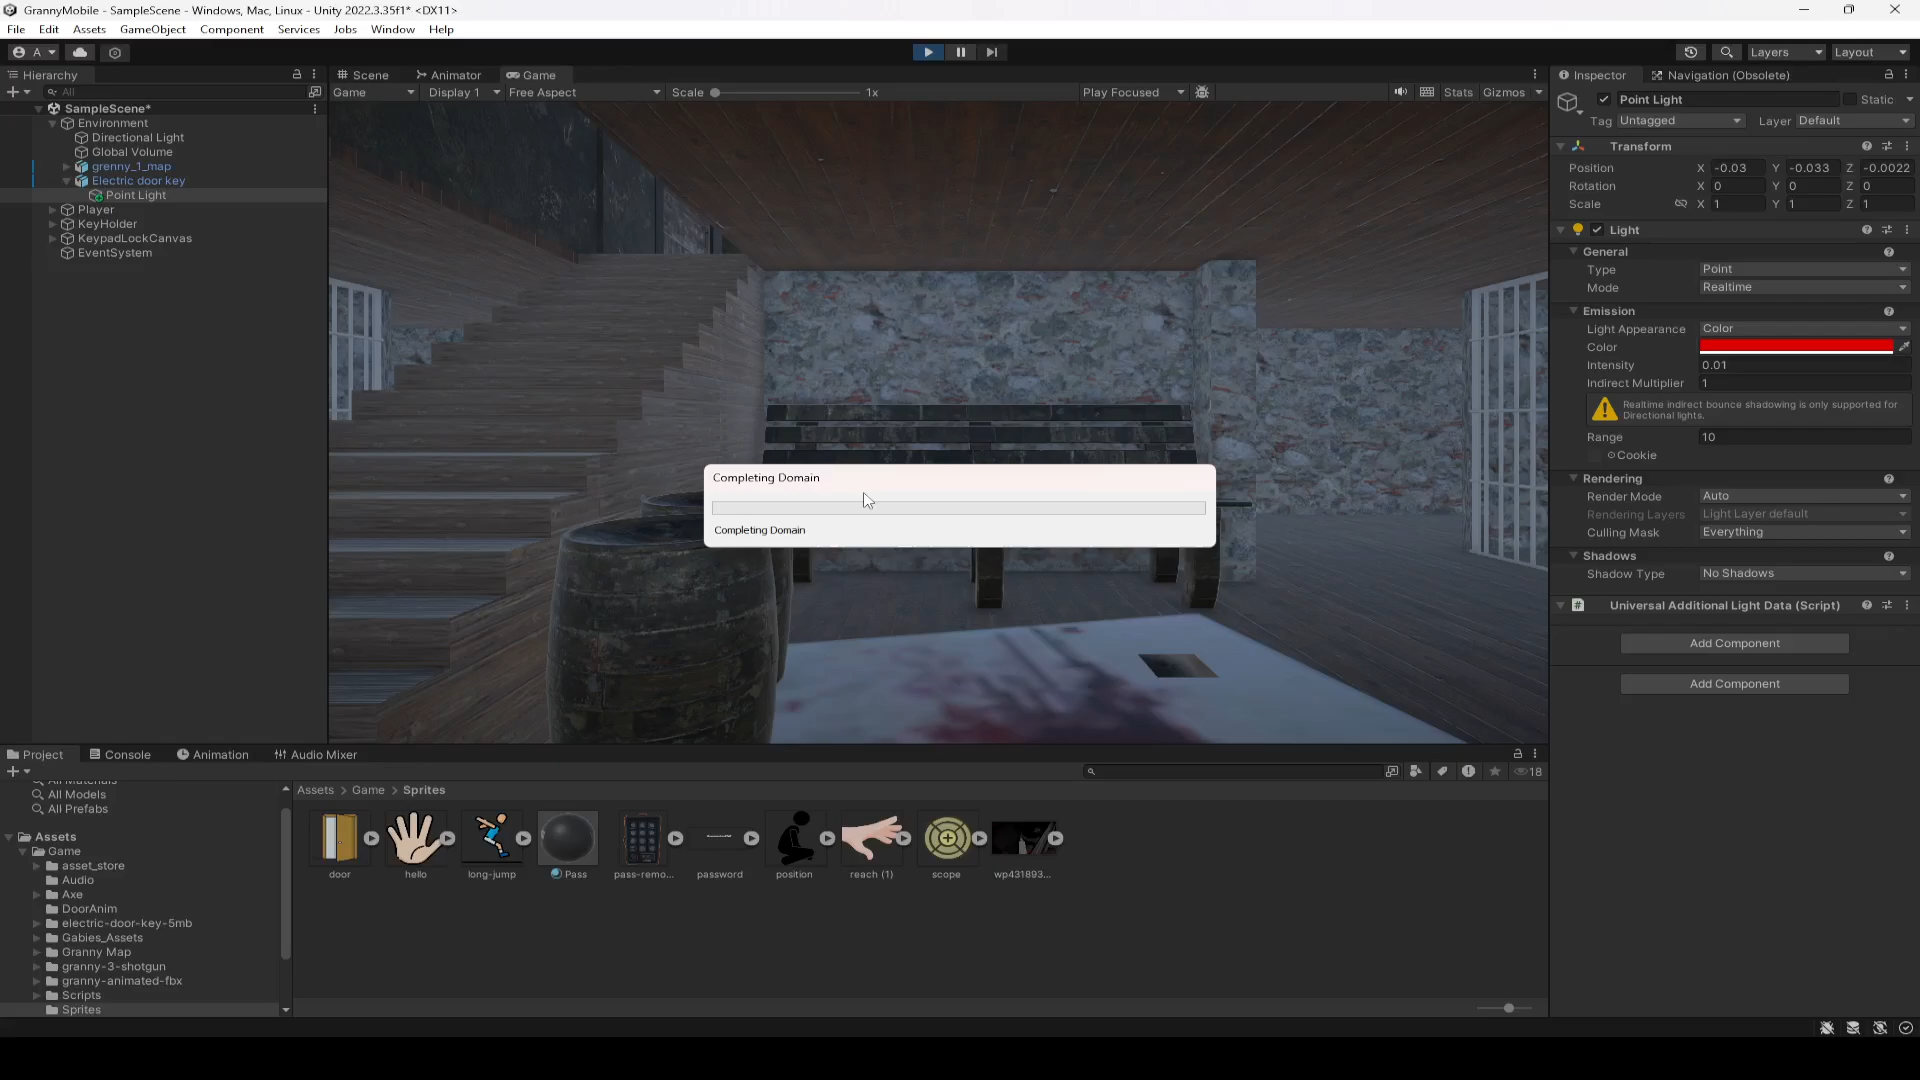 GrannyMobile - SampleScene - Windows, Mac, Linux - Unity 2022.3.35f1* <DX11>
File Edit Assets GameObject Component Services Jobs Window Help
A Layers Layout
Hierarchy Scene Animator Game Inspector Navigation (Obsolete)
All Game Display 1 Free Aspect Scale 1x Play Focused Stats Gizmos
SampleScene*
Environment
Directional Light
Global Volume
grenny_1_map
Electric door key
Point Light
Player
KeyHolder
KeypadLockCanvas
EventSystem
Completing Domain
Completing Domain
Point Light Static
Tag Untagged Layer Default
Transform
Position X -0.03 Y -0.033 Z -0.0022
Rotation X 0 Y 0 Z 0
Scale X 1 Y 1 Z 1
Light
General
Type Point
Mode Realtime
Emission
Light Appearance Color
Color
Intensity 0.01
Indirect Multiplier 1
Realtime indirect bounce shadowing is only supported for
Directional lights.
Range 10
Cookie
Rendering
Render Mode Auto
Rendering Layers Light Layer default
Culling Mask Everything
Shadows
Shadow Type No Shadows
# Universal Additional Light Data (Script)
Add Component
Add Component
Project Console Animation Audio Mixer
18
All Materials
All Models
All Prefabs
Assets
Game
asset_store
Audio
Axe
DoorAnim
electric-door-key-5mb
Gabies_Assets
Granny Map
granny-3-shotgun
granny-animated-fbx
Scripts
Sprites
Assets > Game > Sprites
door hello long-jump Pass pass-remo... password position reach (1) scope wp431893...